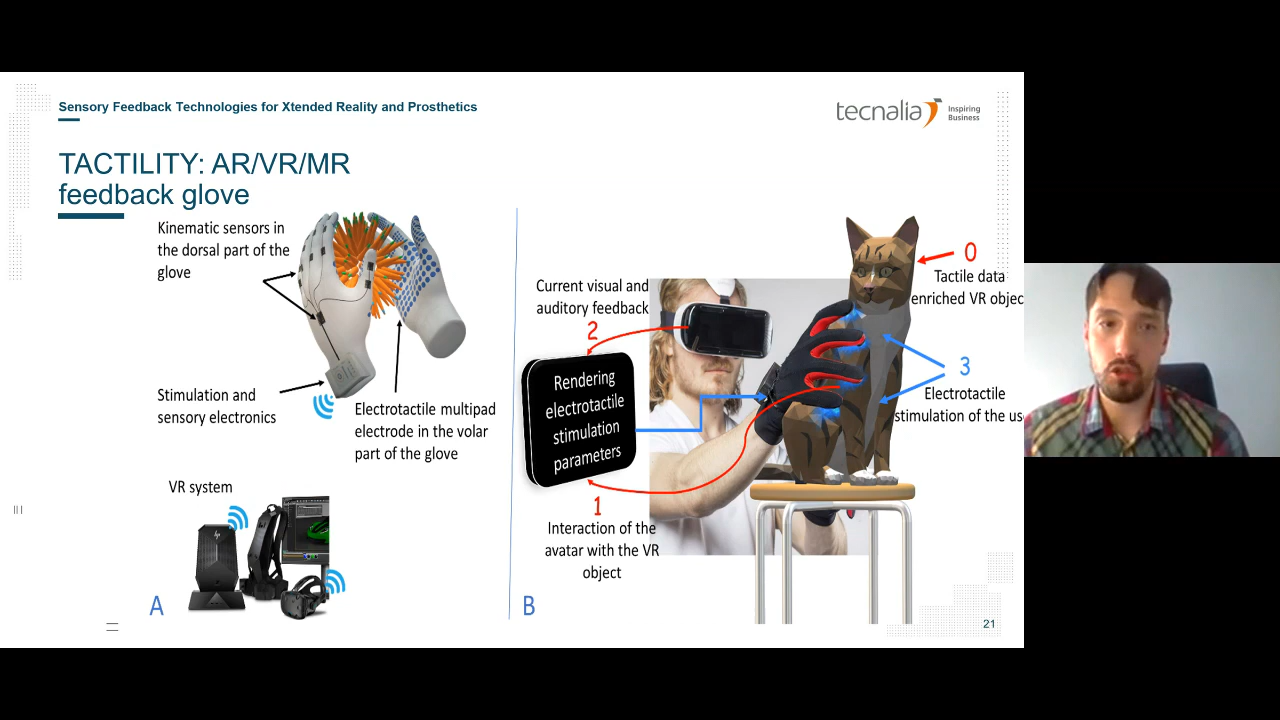 Sensory Feedback Technologies for Xtended Reality and Prosthetics
tecnalia
Inspiring
Business
TACTILITY: AR/VR/MR
feedback glove
Kinematic sensors in
the dorsal part of the
glove
Stimulation and
sensory electronics
Electrotactile multipad
electrode in the volar
part of the glove
VR system
hp
A
Current visual and
auditory feedback
2
Rendering
electrotactile
stimulation
parameters
1
Interaction of the
avatar with the VR
object
0
Tactile data
enriched VR objec
3
Electrotactile
stimulation of the us
B
21